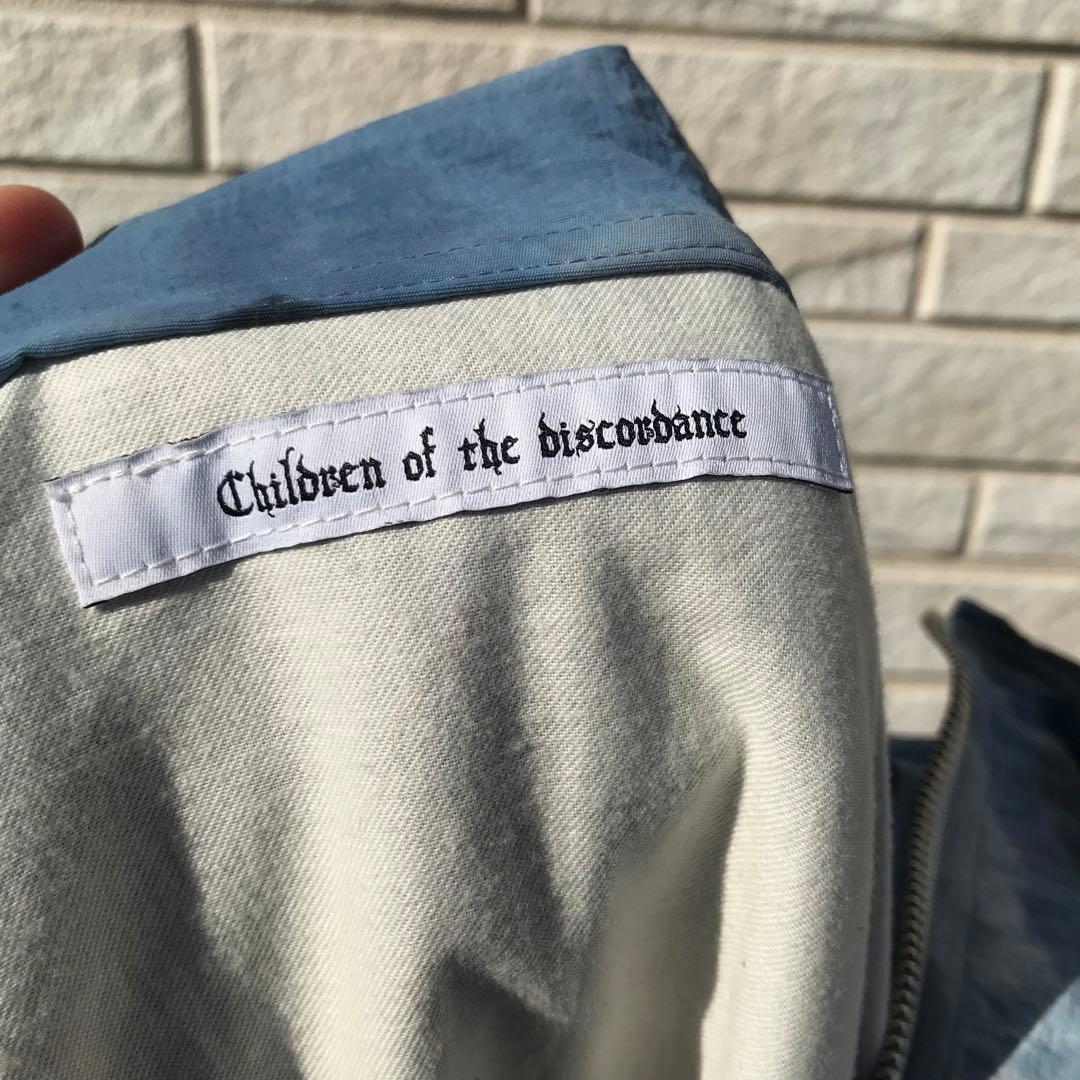 Children of the discordance